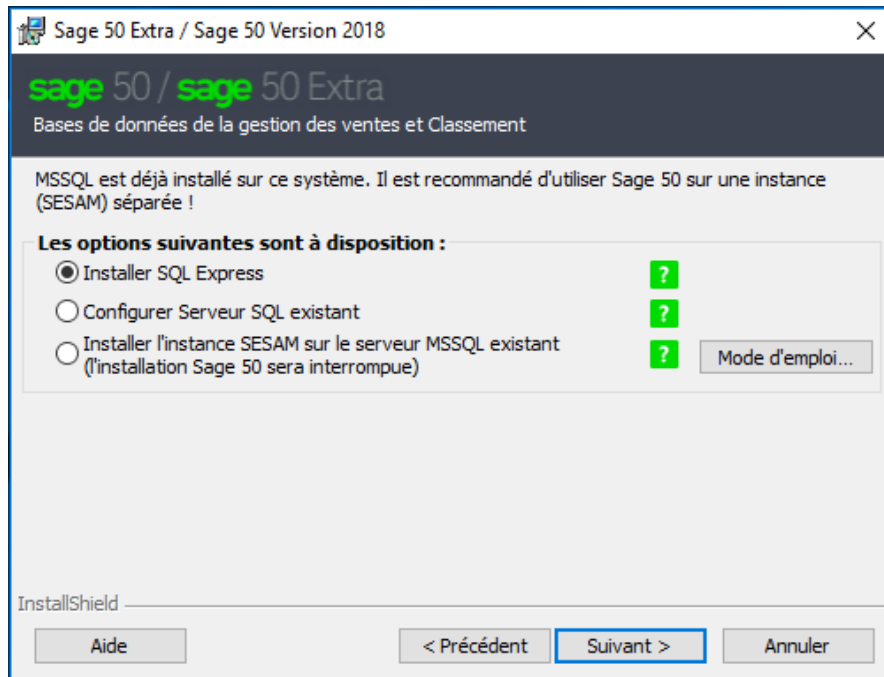 Sage 50 Extra / Sage 50 Version 2018
sage 50 / sage 50 Extra
Bases de données de la gestion des ventes et Classement
MSSQL est déjà installé sur ce système. Il est recommandé d'utiliser Sage 50 sur une instance
(SESAM) séparée !
Les options suivantes sont à disposition :
Installer SQL Express
?
Configurer Serveur SQL existant
?
Installer l'instance SESAM sur le serveur MSSQL existant
(l'installation Sage 50 sera interrompue)
?
Mode d'emploi...
InstallShield
Aide
< Précédent
Suivant >
Annuler